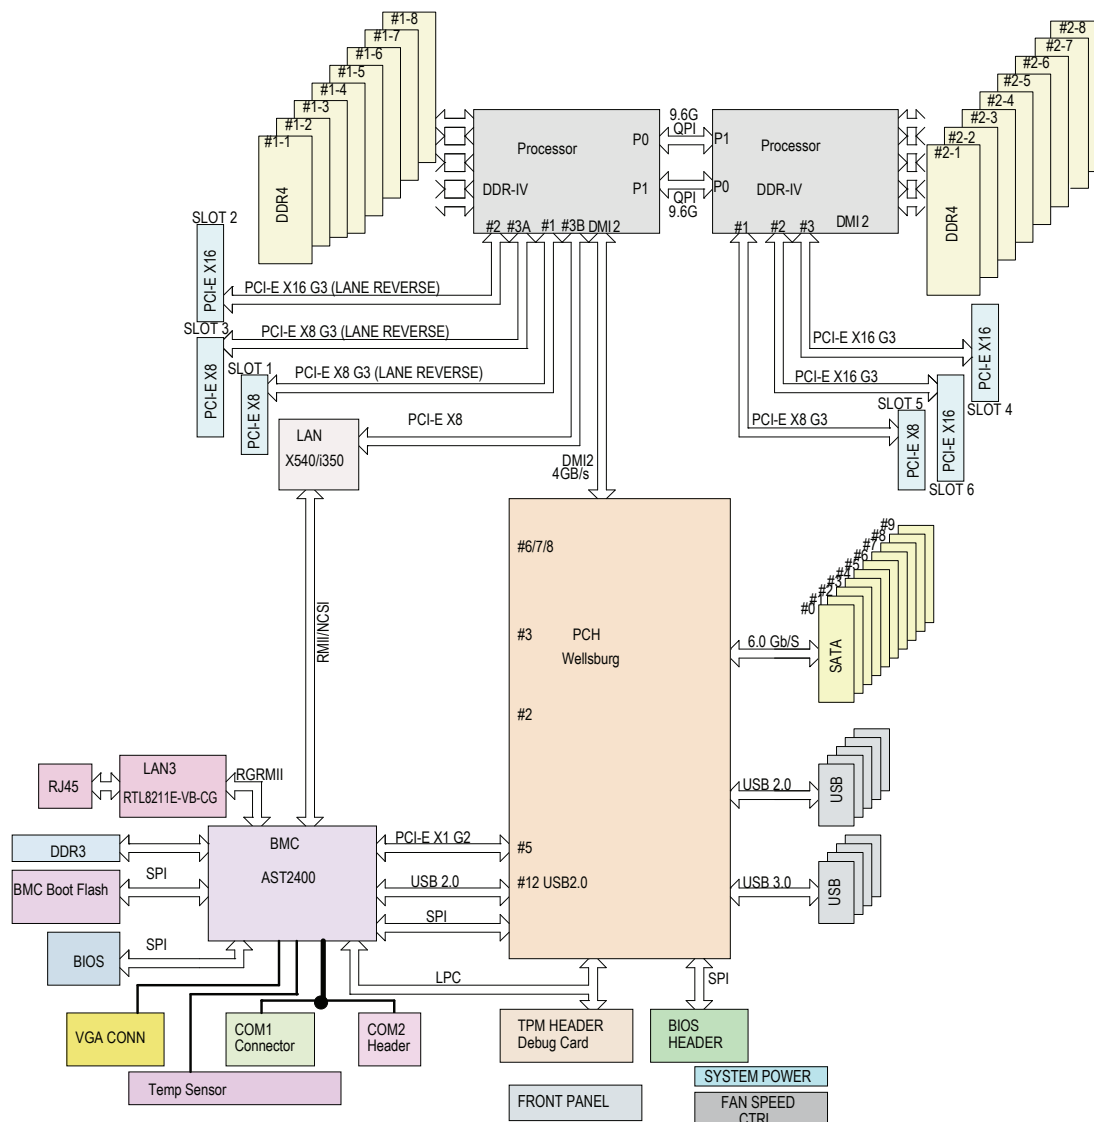 #1-8
#1-7
#1-6
#1-5
#1-4
#1-3
#1-2
#1-1
DDR4
#2-8
#2-7
#2-6
#2-5
#2-4
#2-3
#2-2
#2-1
DDR4
Processor
DDR-IV
P0
P1
#2
#3A
#1
#3B
DMI2
9.6G
QPI
QPI
9.6G
P1
P0
Processor
DDR-IV
DMI2
#1
#2
#3
SLOT 2
PCI-E X16
PCI-E X16 G3 (LANE REVERSE)
SLOT 3
PCI-E X8
PCI-E X8 G3 (LANE REVERSE)
SLOT 1
PCI-E X8
PCI-E X8 G3 (LANE REVERSE)
PCI-E X8
LAN
X540/i350
DMI2
4GB/s
PCI-E X16 G3
PCI-E X16
SLOT 4
PCI-E X16 G3
PCI-E X16
SLOT 6
PCI-E X8 G3
SLOT 5
PCI-E X8
RMII/NCSI
#6/7/8
#3
PCH
Wellsburg
#2
#5
#12 USB2.0
6.0 Gb/S
#9
#8
#7
#6
#5
#4
#3
#2
#1
#0
SATA
USB 2.0
USB
USB 3.0
USB
RJ45
LAN3
RTL8211E-VB-CG
RGRMII
DDR3
BMC Boot Flash
SPI
BIOS
SPI
BMC
AST2400
PCI-E X1 G2
USB 2.0
SPI
LPC
SPI
VGA CONN
COM1
Connector
COM2
Header
Temp Sensor
TPM HEADER
Debug Card
BIOS
HEADER
FRONT PANEL
SYSTEM POWER
FAN SPEED
CTRL